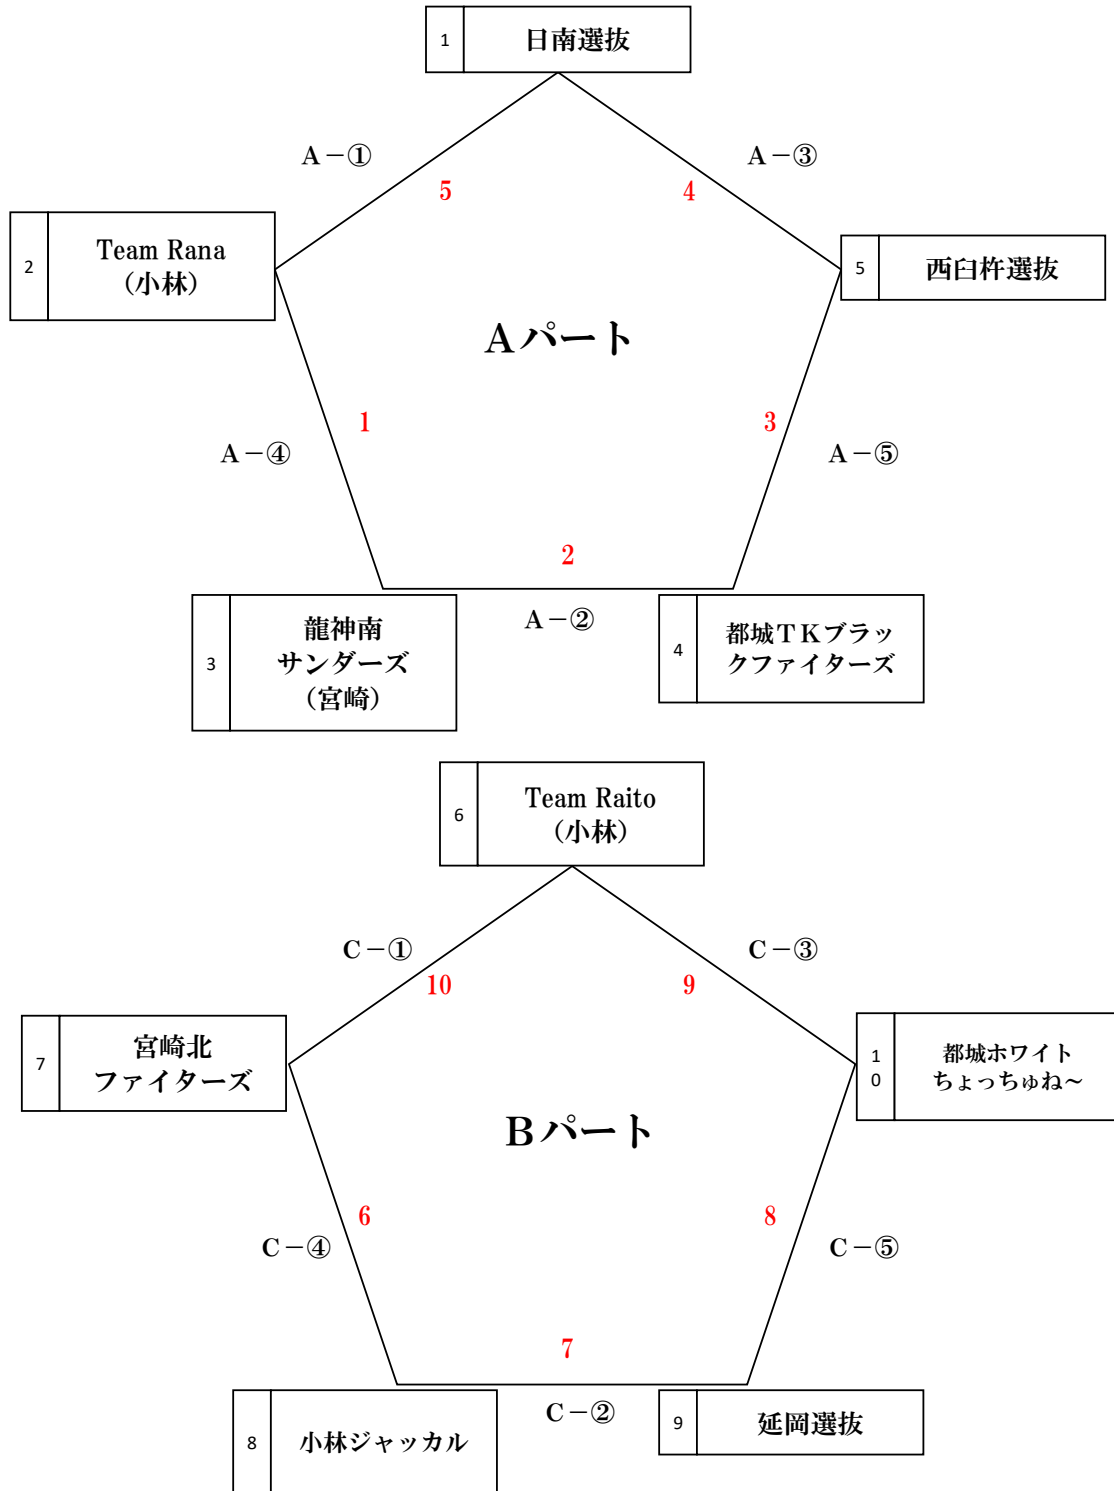 1
日南選抜
A－①
A－③
5
4
2
Team Rana
（小林）
5
西臼杵選抜
Aパート
1
3
A－④
A－⑤
2
A－②
3
龍神南
サンダーズ
（宮崎）
4
都城ＴＫブラッ
クファイターズ
6
Team Raito
（小林）
C－①
C－③
10
9
7
宮崎北
ファイターズ
1
0
都城ホワイト
ちょっちゅね～
Bパート
6
8
C－④
C－⑤
7
C－②
8
小林ジャッカル
9
延岡選抜